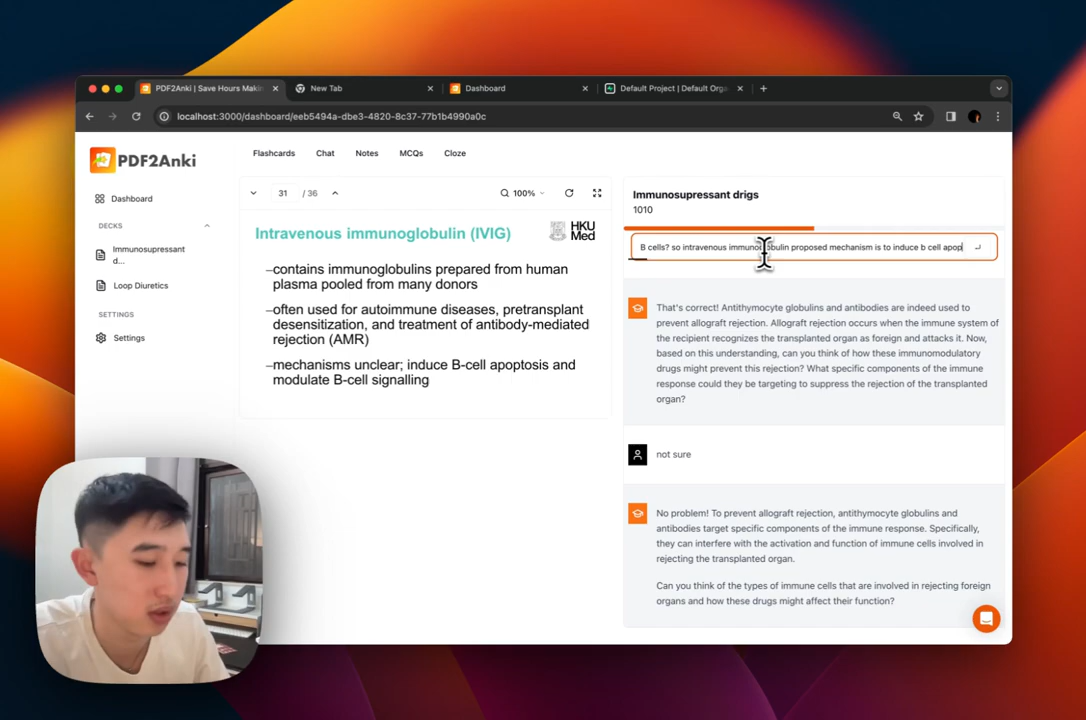 PDF2Anki | Save Hours Makin
New Tab
Dashboard
Default Project | Default Orga
localhost:3000/dashboard/eeb5494a-dbe3-4820-8c37-77b1b4990a0c
PDF2Anki
Flashcards
Chat
Notes
MCQs
Cloze
Dashboard
DECKS
Immunosupressant
d...
Loop Diuretics
SETTINGS
Settings
31 / 36
100%
Intravenous immunoglobulin (IVIG)
HKU
Med
–contains immunoglobulins prepared from human
plasma pooled from many donors
–often used for autoimmune diseases, pretransplant
desensitization, and treatment of antibody-mediated
rejection (AMR)
–mechanisms unclear; induce B-cell apoptosis and
modulate B-cell signalling
Immunosupressant drigs
1010
B cells? so intravenous immunoglobulin proposed mechanism is to induce b cell apop
That's correct! Antithymocyte globulins and antibodies are indeed used to
prevent allograft rejection. Allograft rejection occurs when the immune system of
the recipient recognizes the transplanted organ as foreign and attacks it. Now,
based on this understanding, can you think of how these immunomodulatory
drugs might prevent this rejection? What specific components of the immune
response could they be targeting to suppress the rejection of the transplanted
organ?
not sure
No problem! To prevent allograft rejection, antithymocyte globulins and
antibodies target specific components of the immune response. Specifically,
they can interfere with the activation and function of immune cells involved in
rejecting the transplanted organ.
Can you think of the types of immune cells that are involved in rejecting foreign
organs and how these drugs might affect their function?